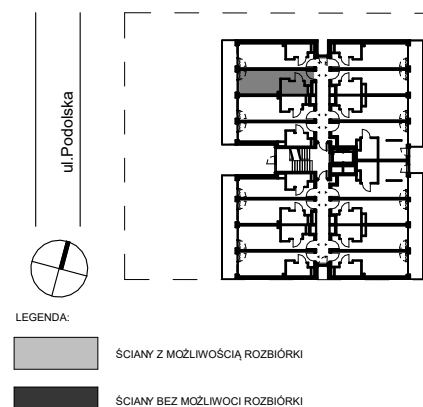 ul.Podolska
LEGENDA:
ŚCIANY Z MOŻLIWOŚCIĄ ROZBIÓRKI
ŚCIANY BEZ MOŻLIWOCI ROZBIÓRKI